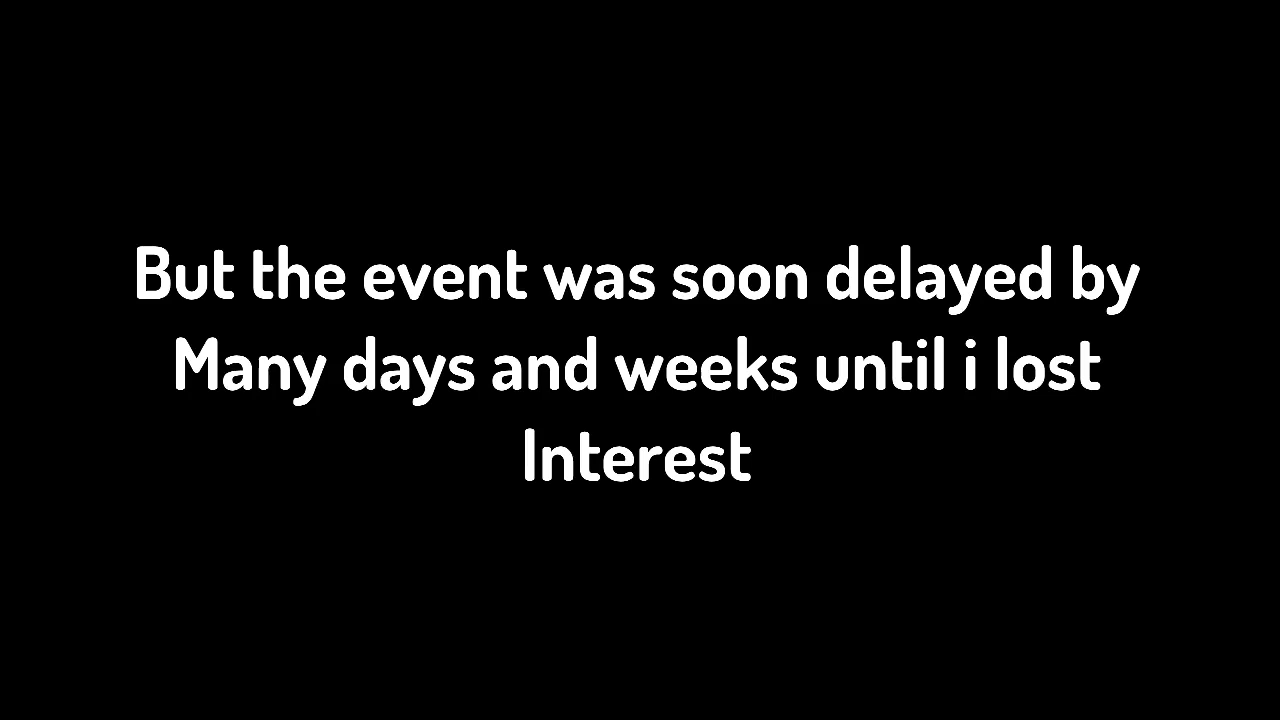 But the event was soon delayed by
Many days and weeks until i lost
Interest